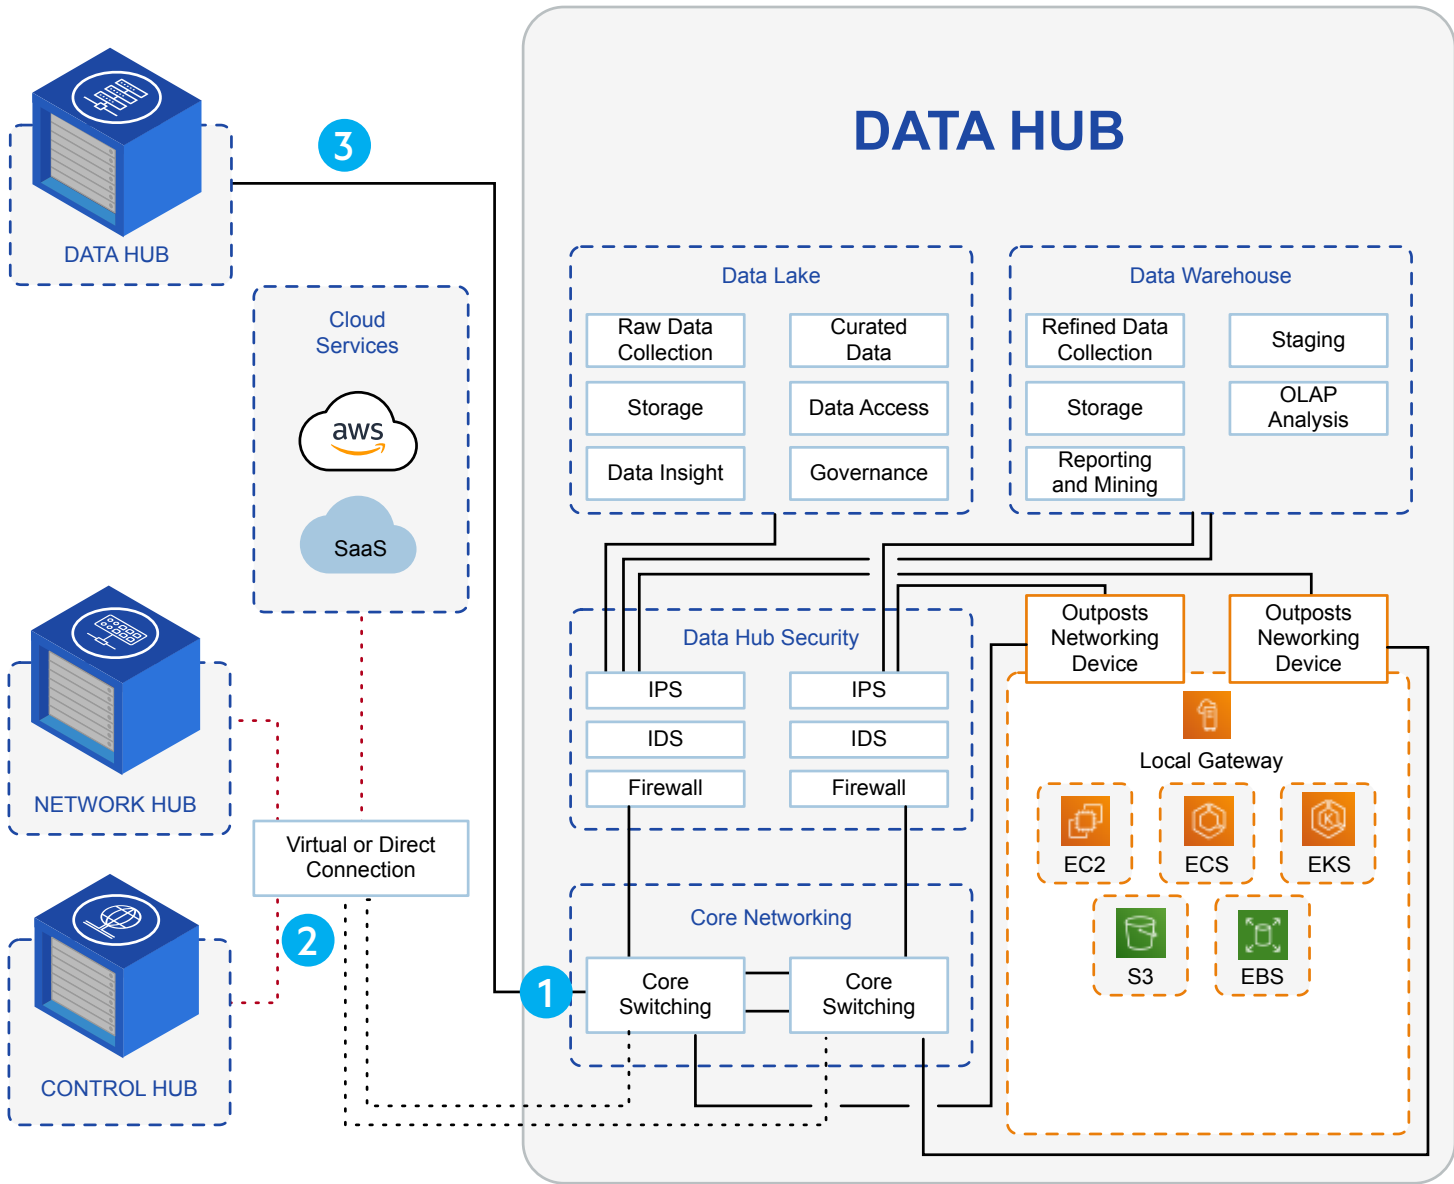 DATA HUB
3
DATA HUB
Cloud
Services
aws
SaaS
NETWORK HUB
Virtual or Direct
Connection
2
CONTROL HUB
Data Lake
Raw Data
Collection
Curated
Data
Storage
Data Access
Data Insight
Governance
Data Warehouse
Refined Data
Collection
Staging
Storage
OLAP
Analysis
Reporting
and Mining
Data Hub Security
IPS
IPS
IDS
IDS
Firewall
Firewall
Outposts
Networking
Device
Outposts
Neworking
Device
Local Gateway
EC2
ECS
K
EKS
S3
EBS
Core Networking
1
Core
Switching
Core
Switching